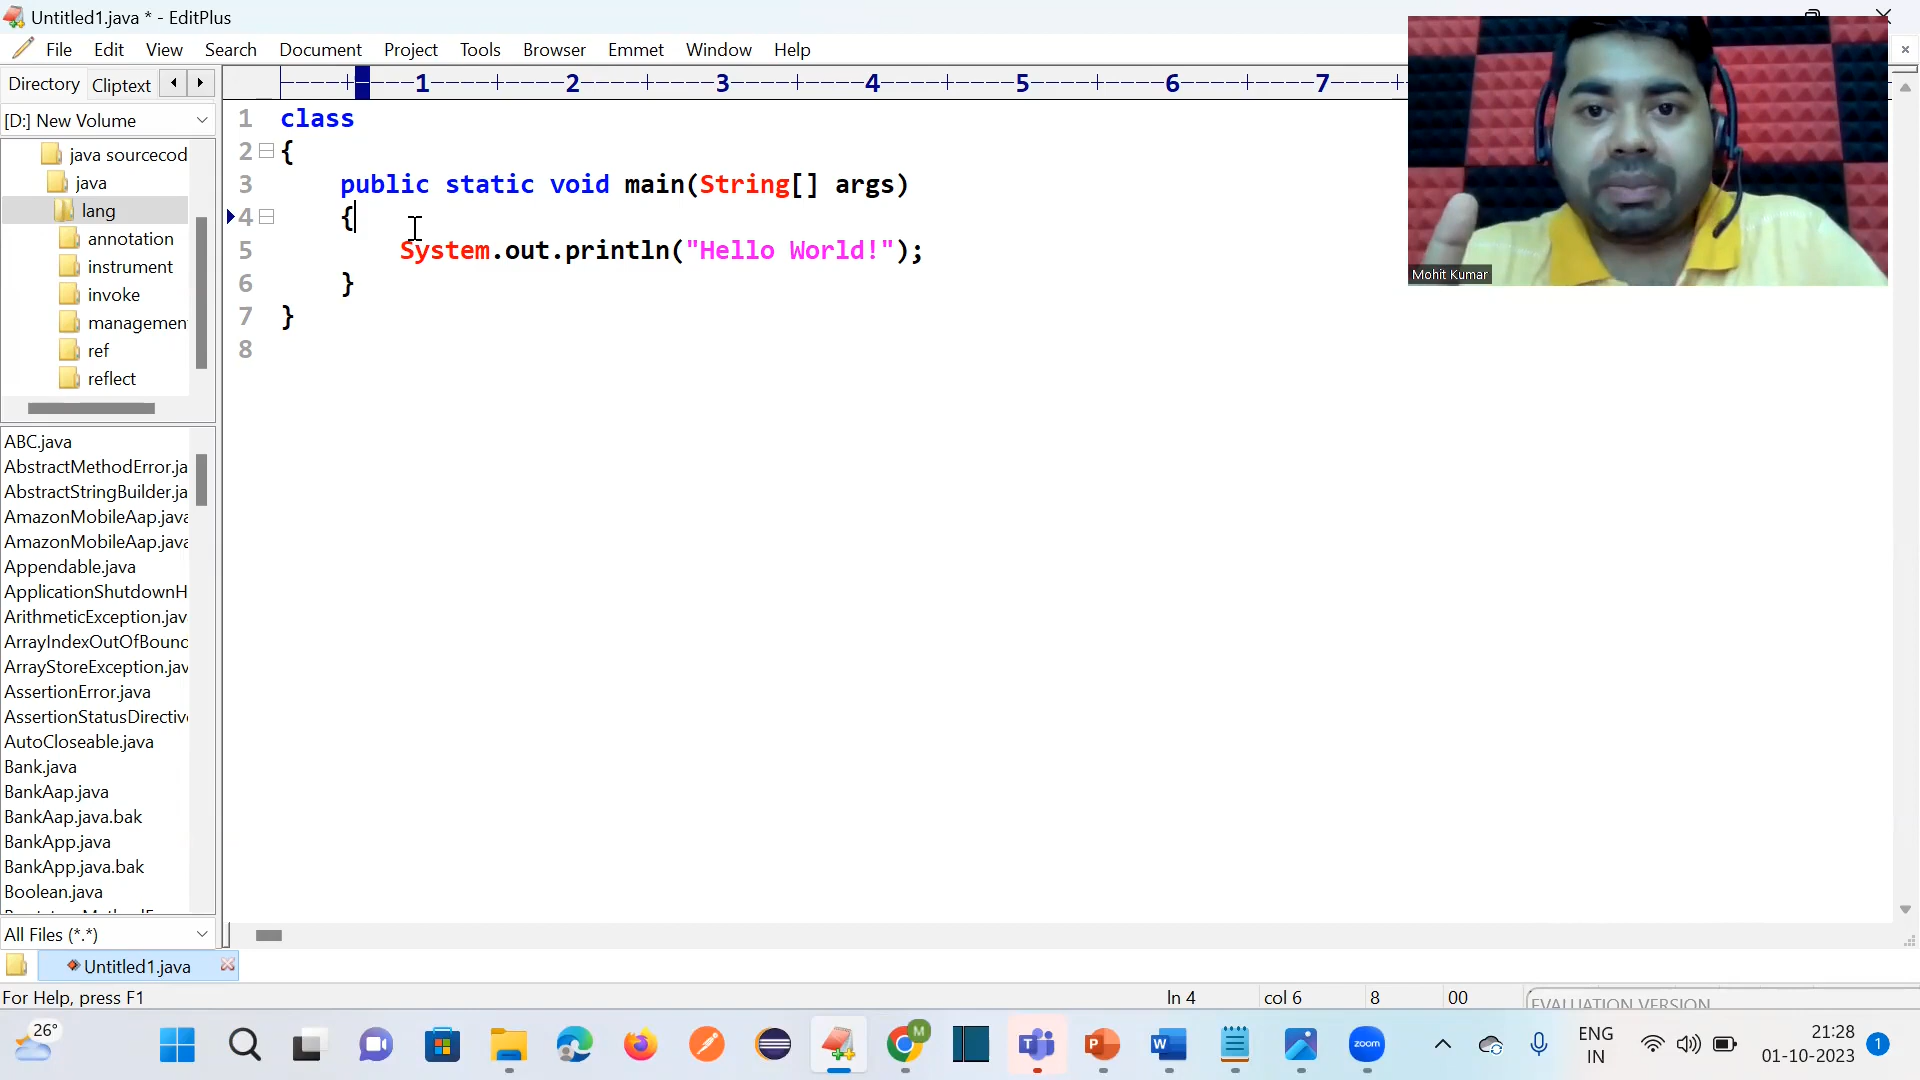 Untitled1.java * - EditPlus
File Edit View Search Document Project Tools Browser Emmet Window Help
Directory Cliptext
[D:] New Volume
java sourcecod
java
lang
annotation
instrument
invoke
managemen
ref
reflect
ABC.java
AbstractMethodError.ja
AbstractStringBuilder.ja
AmazonMobileAap.java
AmazonMobileAap.java
Appendable.java
ApplicationShutdownH
ArithmeticException.jav
ArrayIndexOutOfBound
ArrayStoreException.jav
AssertionError.java
AssertionStatusDirectiv
AutoCloseable.java
Bank.java
BankAap.java
BankAap.java.bak
BankApp.java
BankApp.java.bak
Boolean.java
All Files (*.*)
1 2 3 4 5 6 7
1 class
2 {
3 public static void main(String[] args)
4 {
5 System.out.println("Hello World!");
6 }
7 }
8
Mohit Kumar
Untitled1.java
For Help, press F1 ln 4 col 6 8 00 EVALUATION VERSION
26°
M
zoom
ENG
IN
21:28
01-10-2023
1